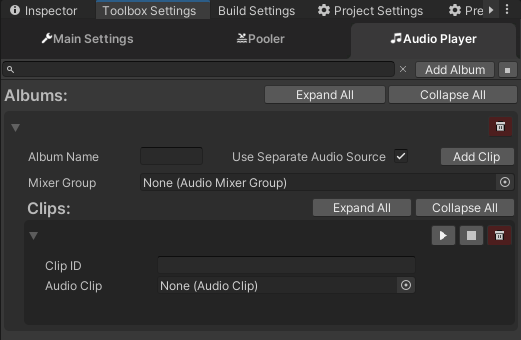 Inspector Toolbox Settings Build Settings Project Settings Pre
Main Settings Pooler Audio Player
Add Album
Albums: Expand All Collapse All
Album Name Use Separate Audio Source Add Clip
Mixer Group None (Audio Mixer Group)
Clips: Expand All Collapse All
Clip ID
Audio Clip None (Audio Clip)